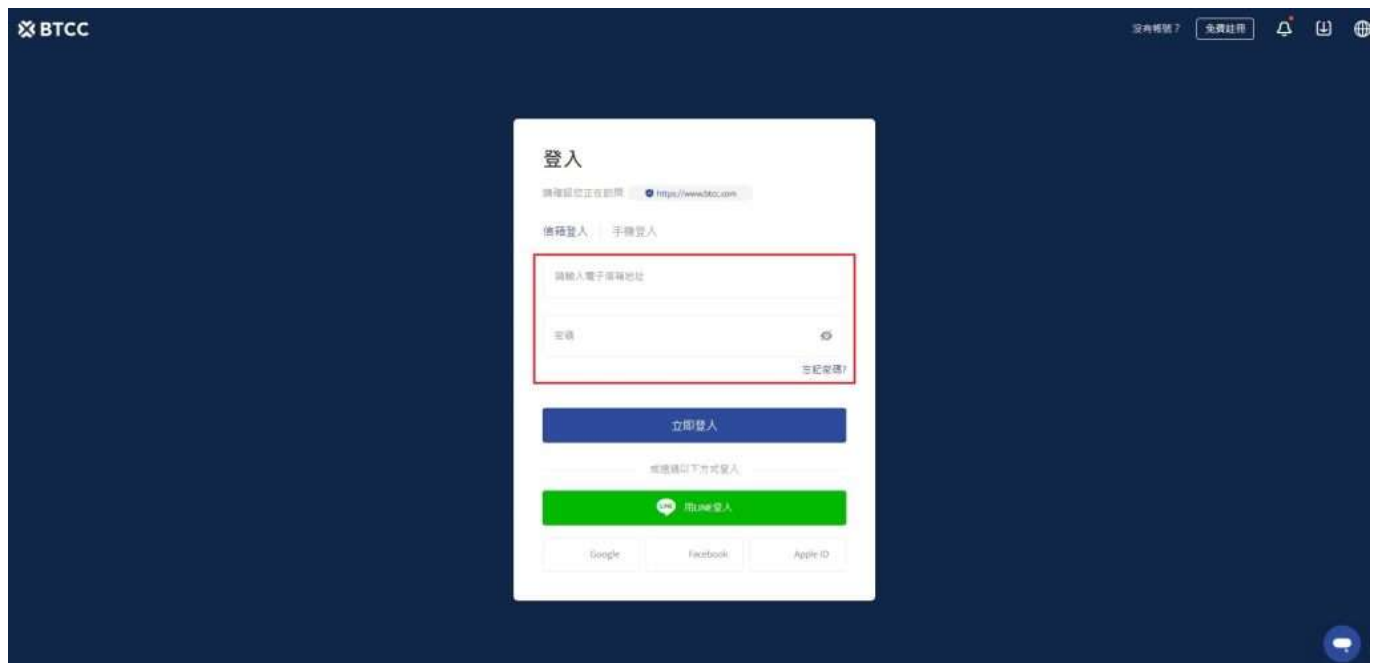 BTCC
沒有帳號？ 免費註冊
登入
請確認您正在訪問 https://www.btcc.com
信箱登入 手機登入
請輸入電子信箱地址
密碼
忘記密碼?
立即登入
或透過以下方式登入
LINE 用LINE登入
Google Facebook Apple ID